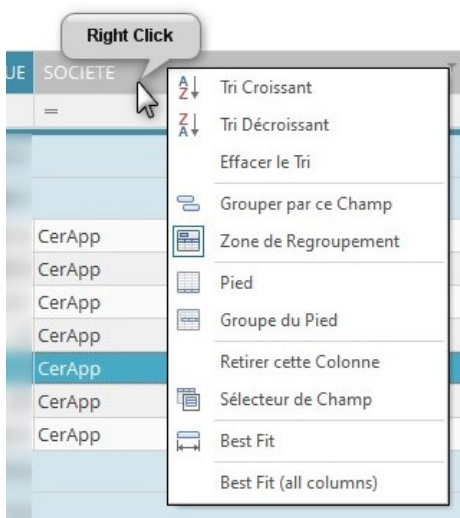 Right Click
UE SOCIETE
=
Tri Croissant
Tri Décroissant
Effacer le Tri
Grouper par ce Champ
Zone de Regroupement
Pied
Groupe du Pied
Retirer cette Colonne
Sélecteur de Champ
Best Fit
Best Fit (all columns)
CerApp
CerApp
CerApp
CerApp
CerApp
CerApp
CerApp